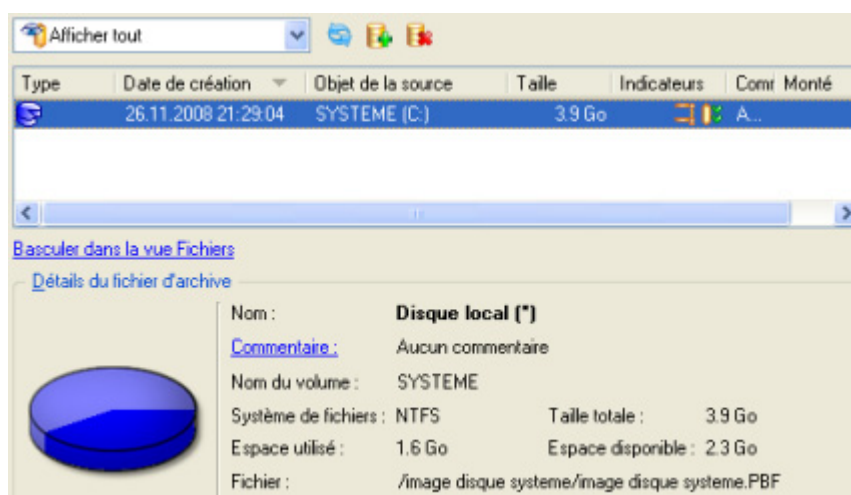 Afficher tout
Type Date de création Objet de la source Taille Indicateurs Comr Monté
26.11.2008 21:29:04 SYSTEME (C:) 3.9 Go A...
Basculer dans la vue Fichiers
Détails du fichier d'archive
Nom : Disque local (*)
Commentaire : Aucun commentaire
Nom du volume : SYSTEME
Système de fichiers : NTFS Taille totale : 3.9 Go
Espace utilisé : 1.6 Go Espace disponible : 2.3 Go
Fichier : /image disque systeme/image disque systeme.PBF